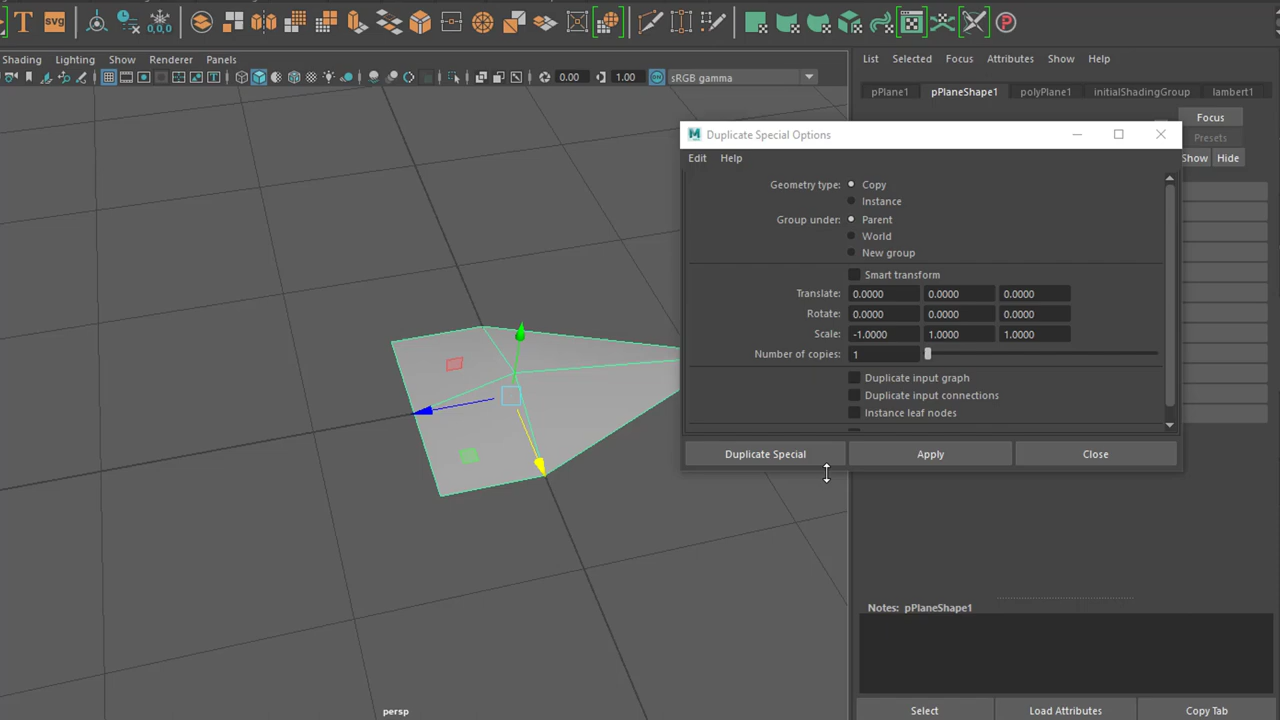 T svg 0,0,0 P
Shading Lighting Show Renderer Panels
0.00 1.00 sRGB gamma
List Selected Focus Attributes Show Help
pPlane1 pPlaneShape1 polyPlane1 initialShadingGroup lambert1
Focus
Presets
Show Hide
M Duplicate Special Options
Edit Help
Geometry type: Copy
Instance
Group under: Parent
World
New group
Smart transform
Translate: 0.0000 0.0000 0.0000
Rotate: 0.0000 0.0000 0.0000
Scale: -1.0000 1.0000 1.0000
Number of copies: 1
Duplicate input graph
Duplicate input connections
Instance leaf nodes
Duplicate Special Apply Close
Notes: pPlaneShape1
persp
Select Load Attributes Copy Tab